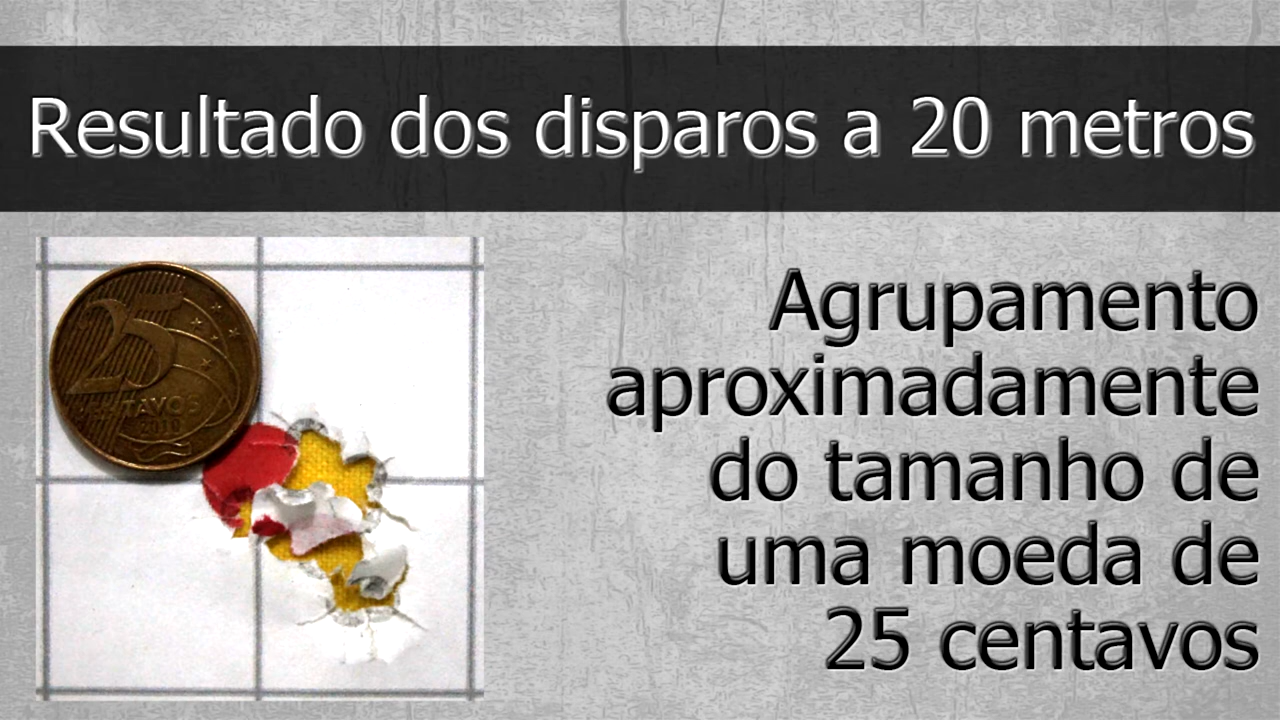 Resultado dos disparos a 20 metros
25
CENTAVOS
2010
Agrupamento
aproximadamente
do tamanho de
uma moeda de
25 centavos